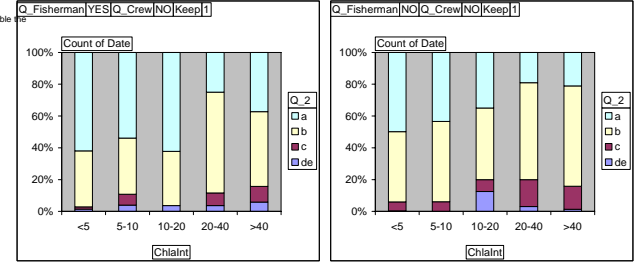 Q_Fisherman YES Q_Crew NO Keep 1
ble the
Count of Date
100%
80%
60%
40%
20%
0%
<5 5-10 10-20 20-40 >40
ChlaInt
Q_2
a
b
c
de
Q_Fisherman NO Q_Crew NO Keep 1
Count of Date
100%
80%
60%
40%
20%
0%
<5 5-10 10-20 20-40 >40
ChlaInt
Q_2
a
b
c
de